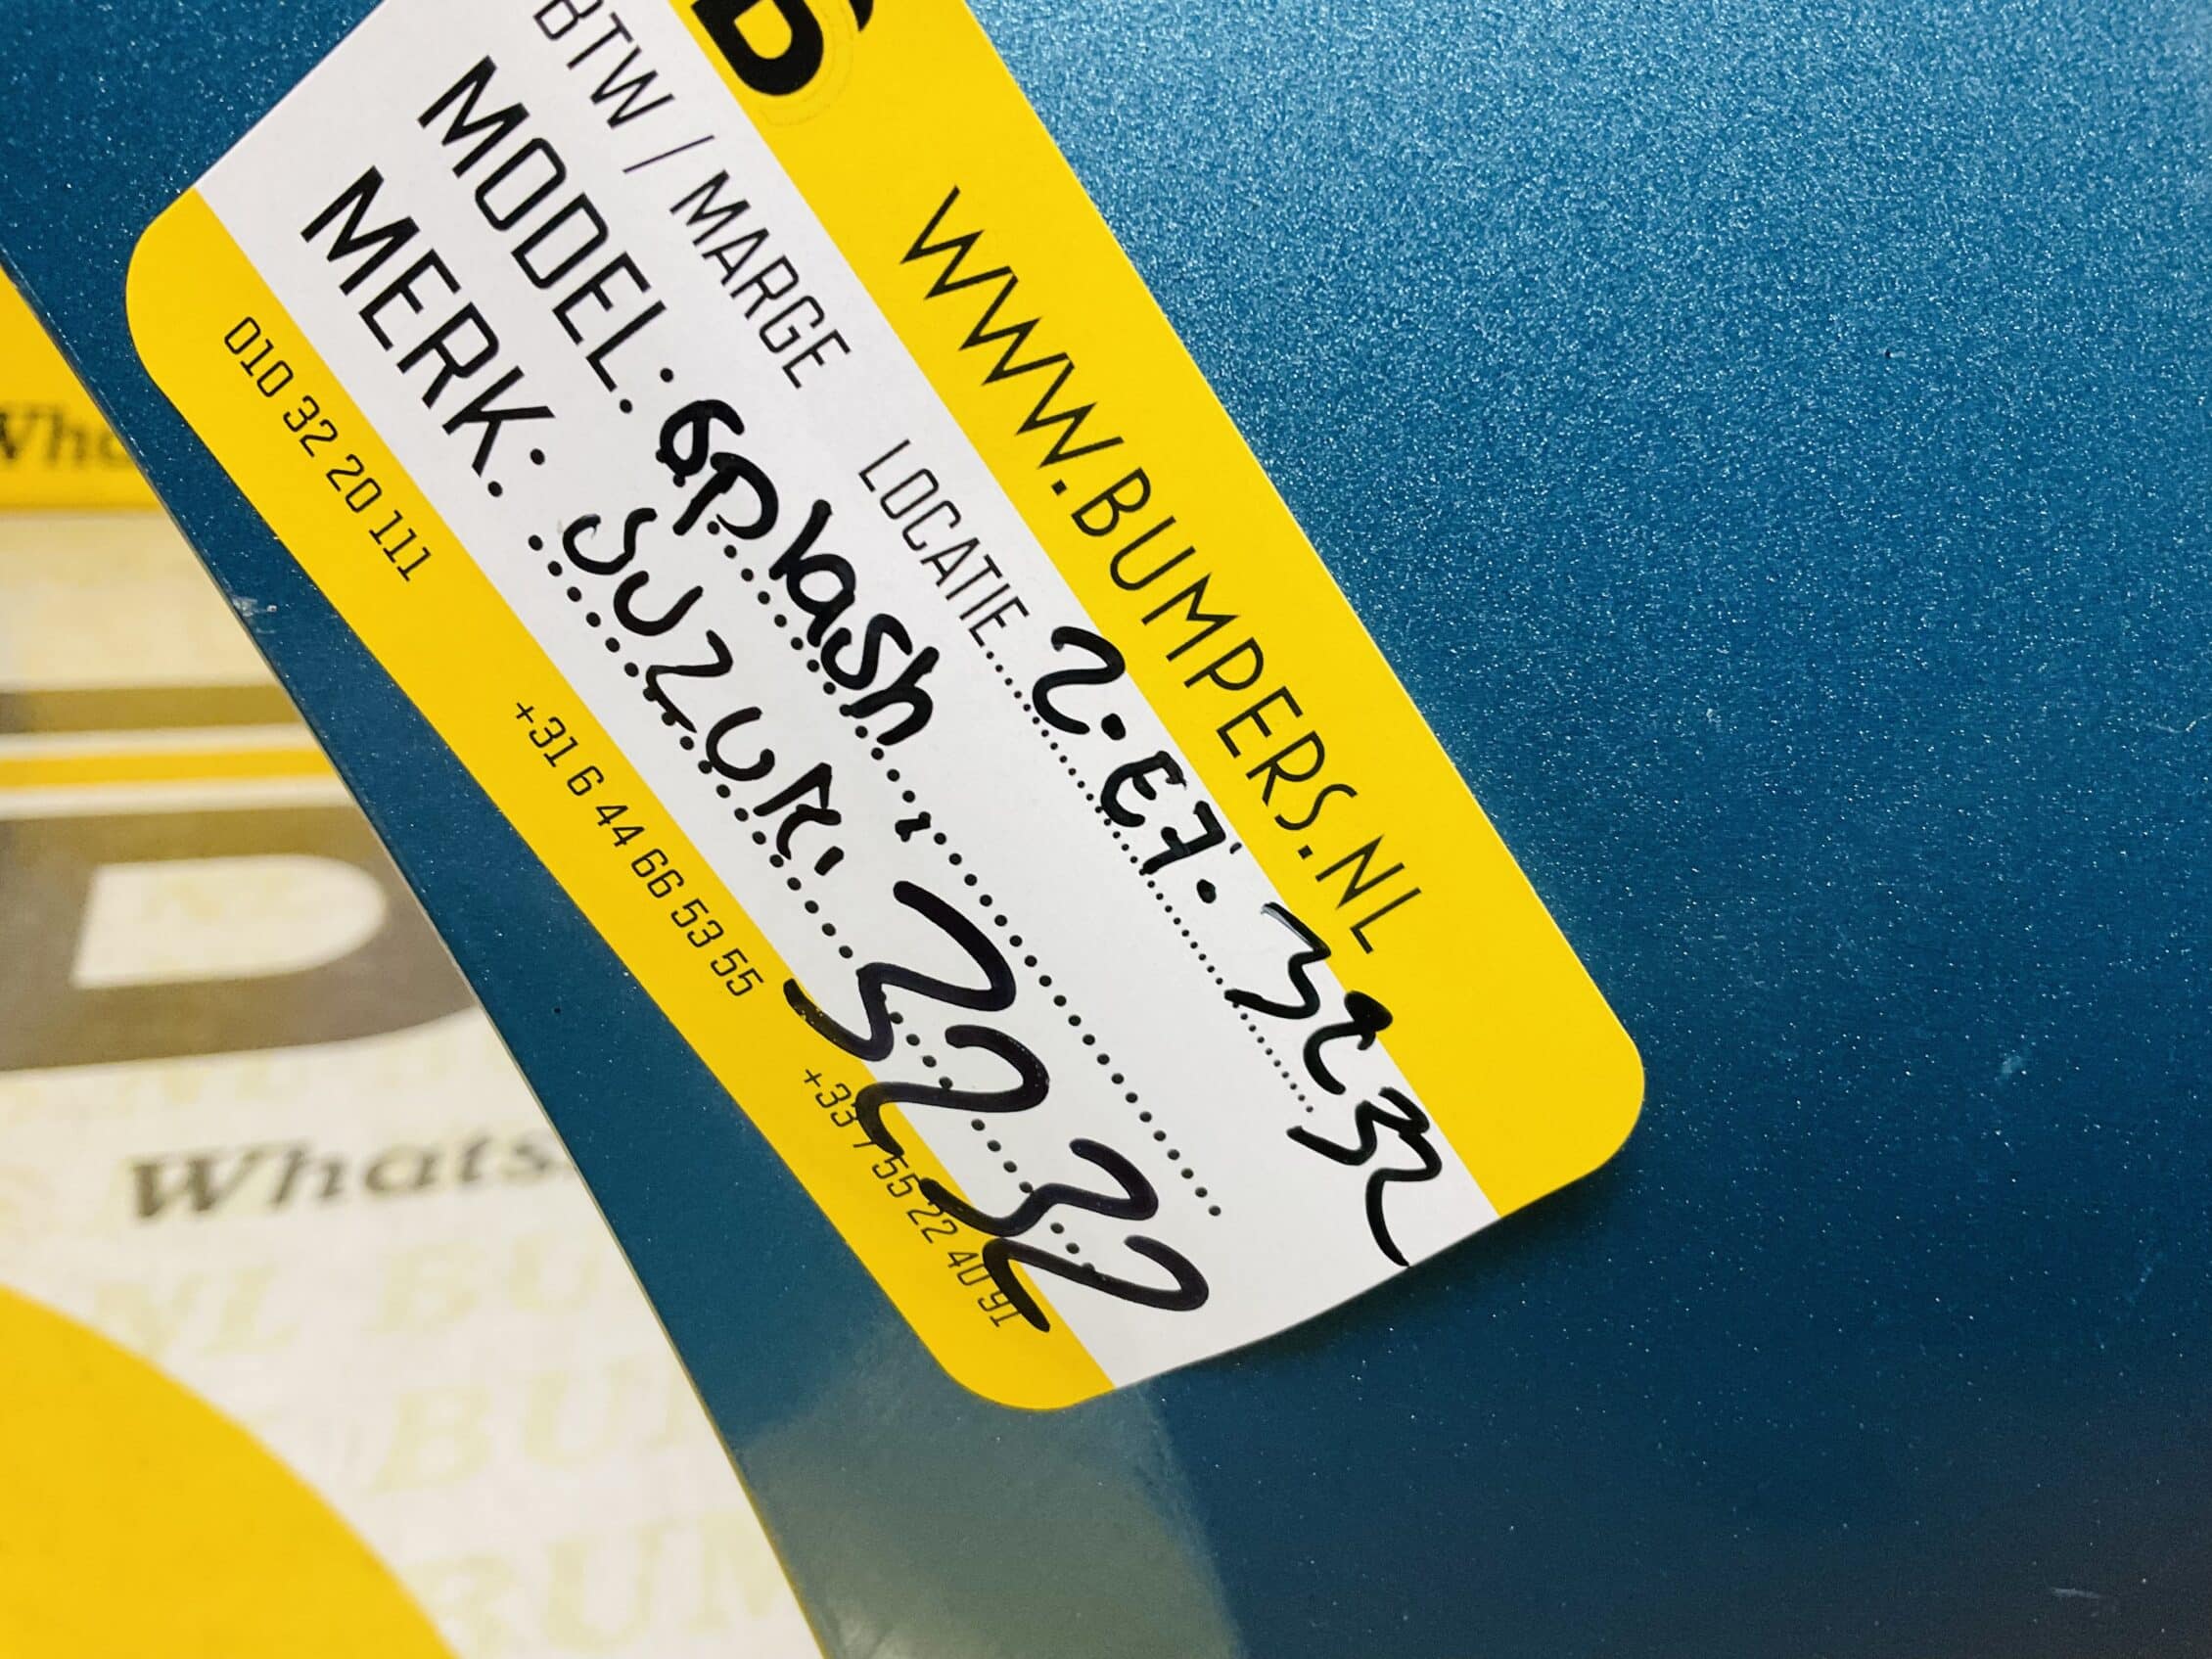 WWW.BUMPERS.NL
BTW / MARGE LOCATIE 2.E7.
MODEL: Splash
MERK: SUZUKI 3232
010 32 20 111 +31 6 44 66 53 55 +33 7 55 22 40 91
Whats